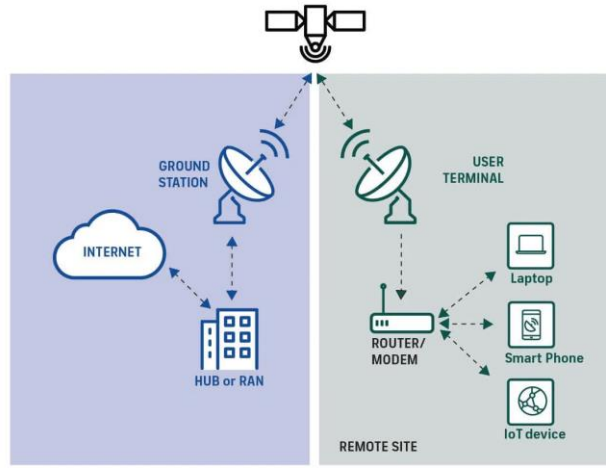 GROUND
STATION
USER
TERMINAL
INTERNET
Laptop
ROUTER/
MODEM
Smart Phone
HUB or RAN
IoT device
REMOTE SITE